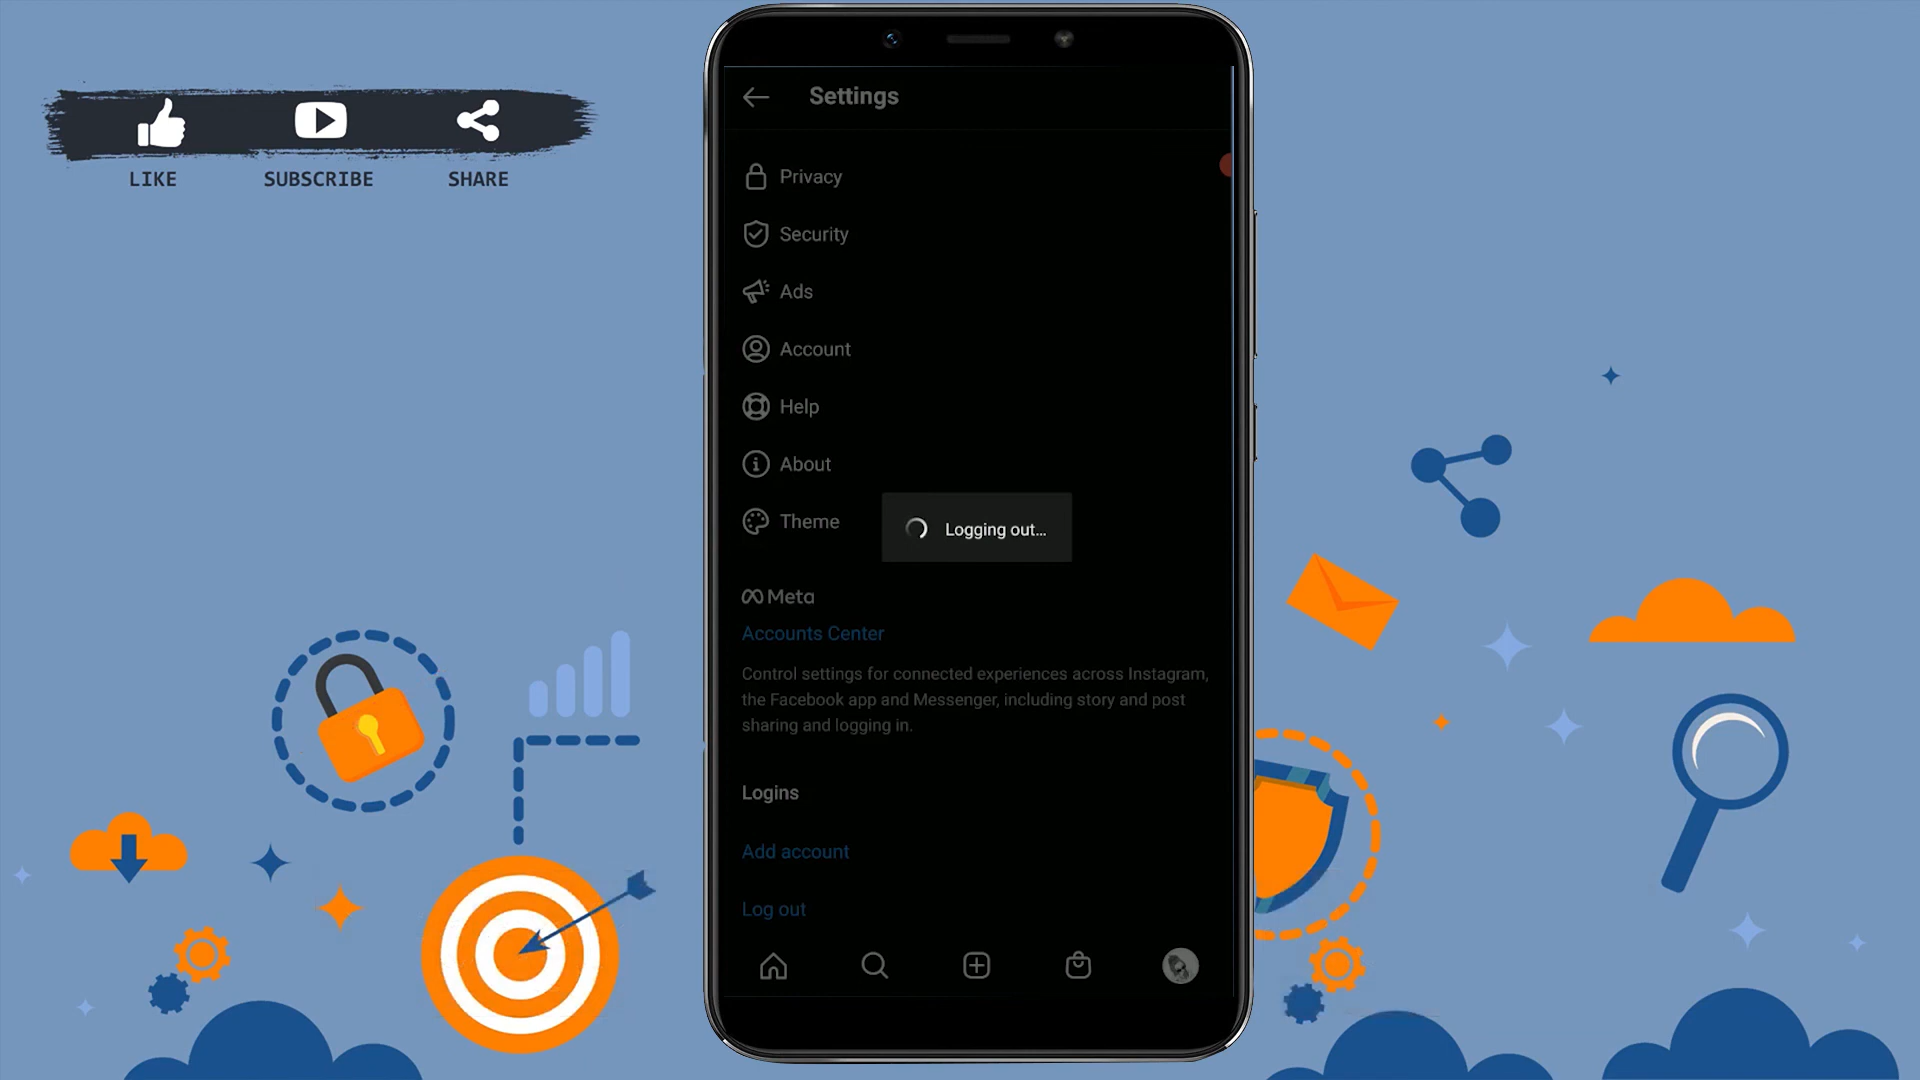 LIKE
SUBSCRIBE
SHARE
Settings
Privacy
Security
Ads
Account
Help
About
Theme
Logging out...
Meta
Accounts Center
Control settings for connected experiences across Instagram,
the Facebook app and Messenger, including story and post
sharing and logging in.
Logins
Add account
Log out